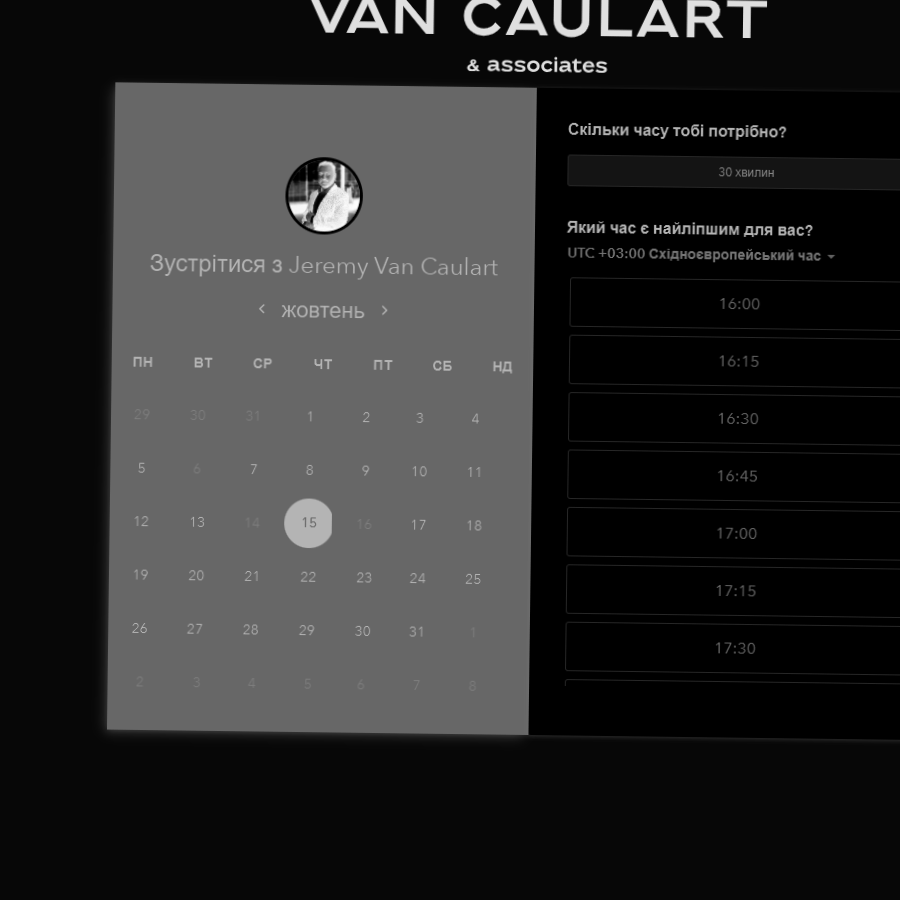 VAN CAULART
& associates
Зустрітися з Jeremy Van Caulart
жовтень
ПН ВТ СР ЧТ ПТ СБ НД
29 30 31 1 2 3 4
5 6 7 8 9 10 11
12 13 14 15 16 17 18
19 20 21 22 23 24 25
26 27 28 29 30 31 1
2 3 4 5 6 7 8
Скільки часу тобі потрібно?
30 хвилин
Який час є найліпшим для вас?
UTC +03:00 Східноєвропейський час
16:00
16:15
16:30
16:45
17:00
17:15
17:30